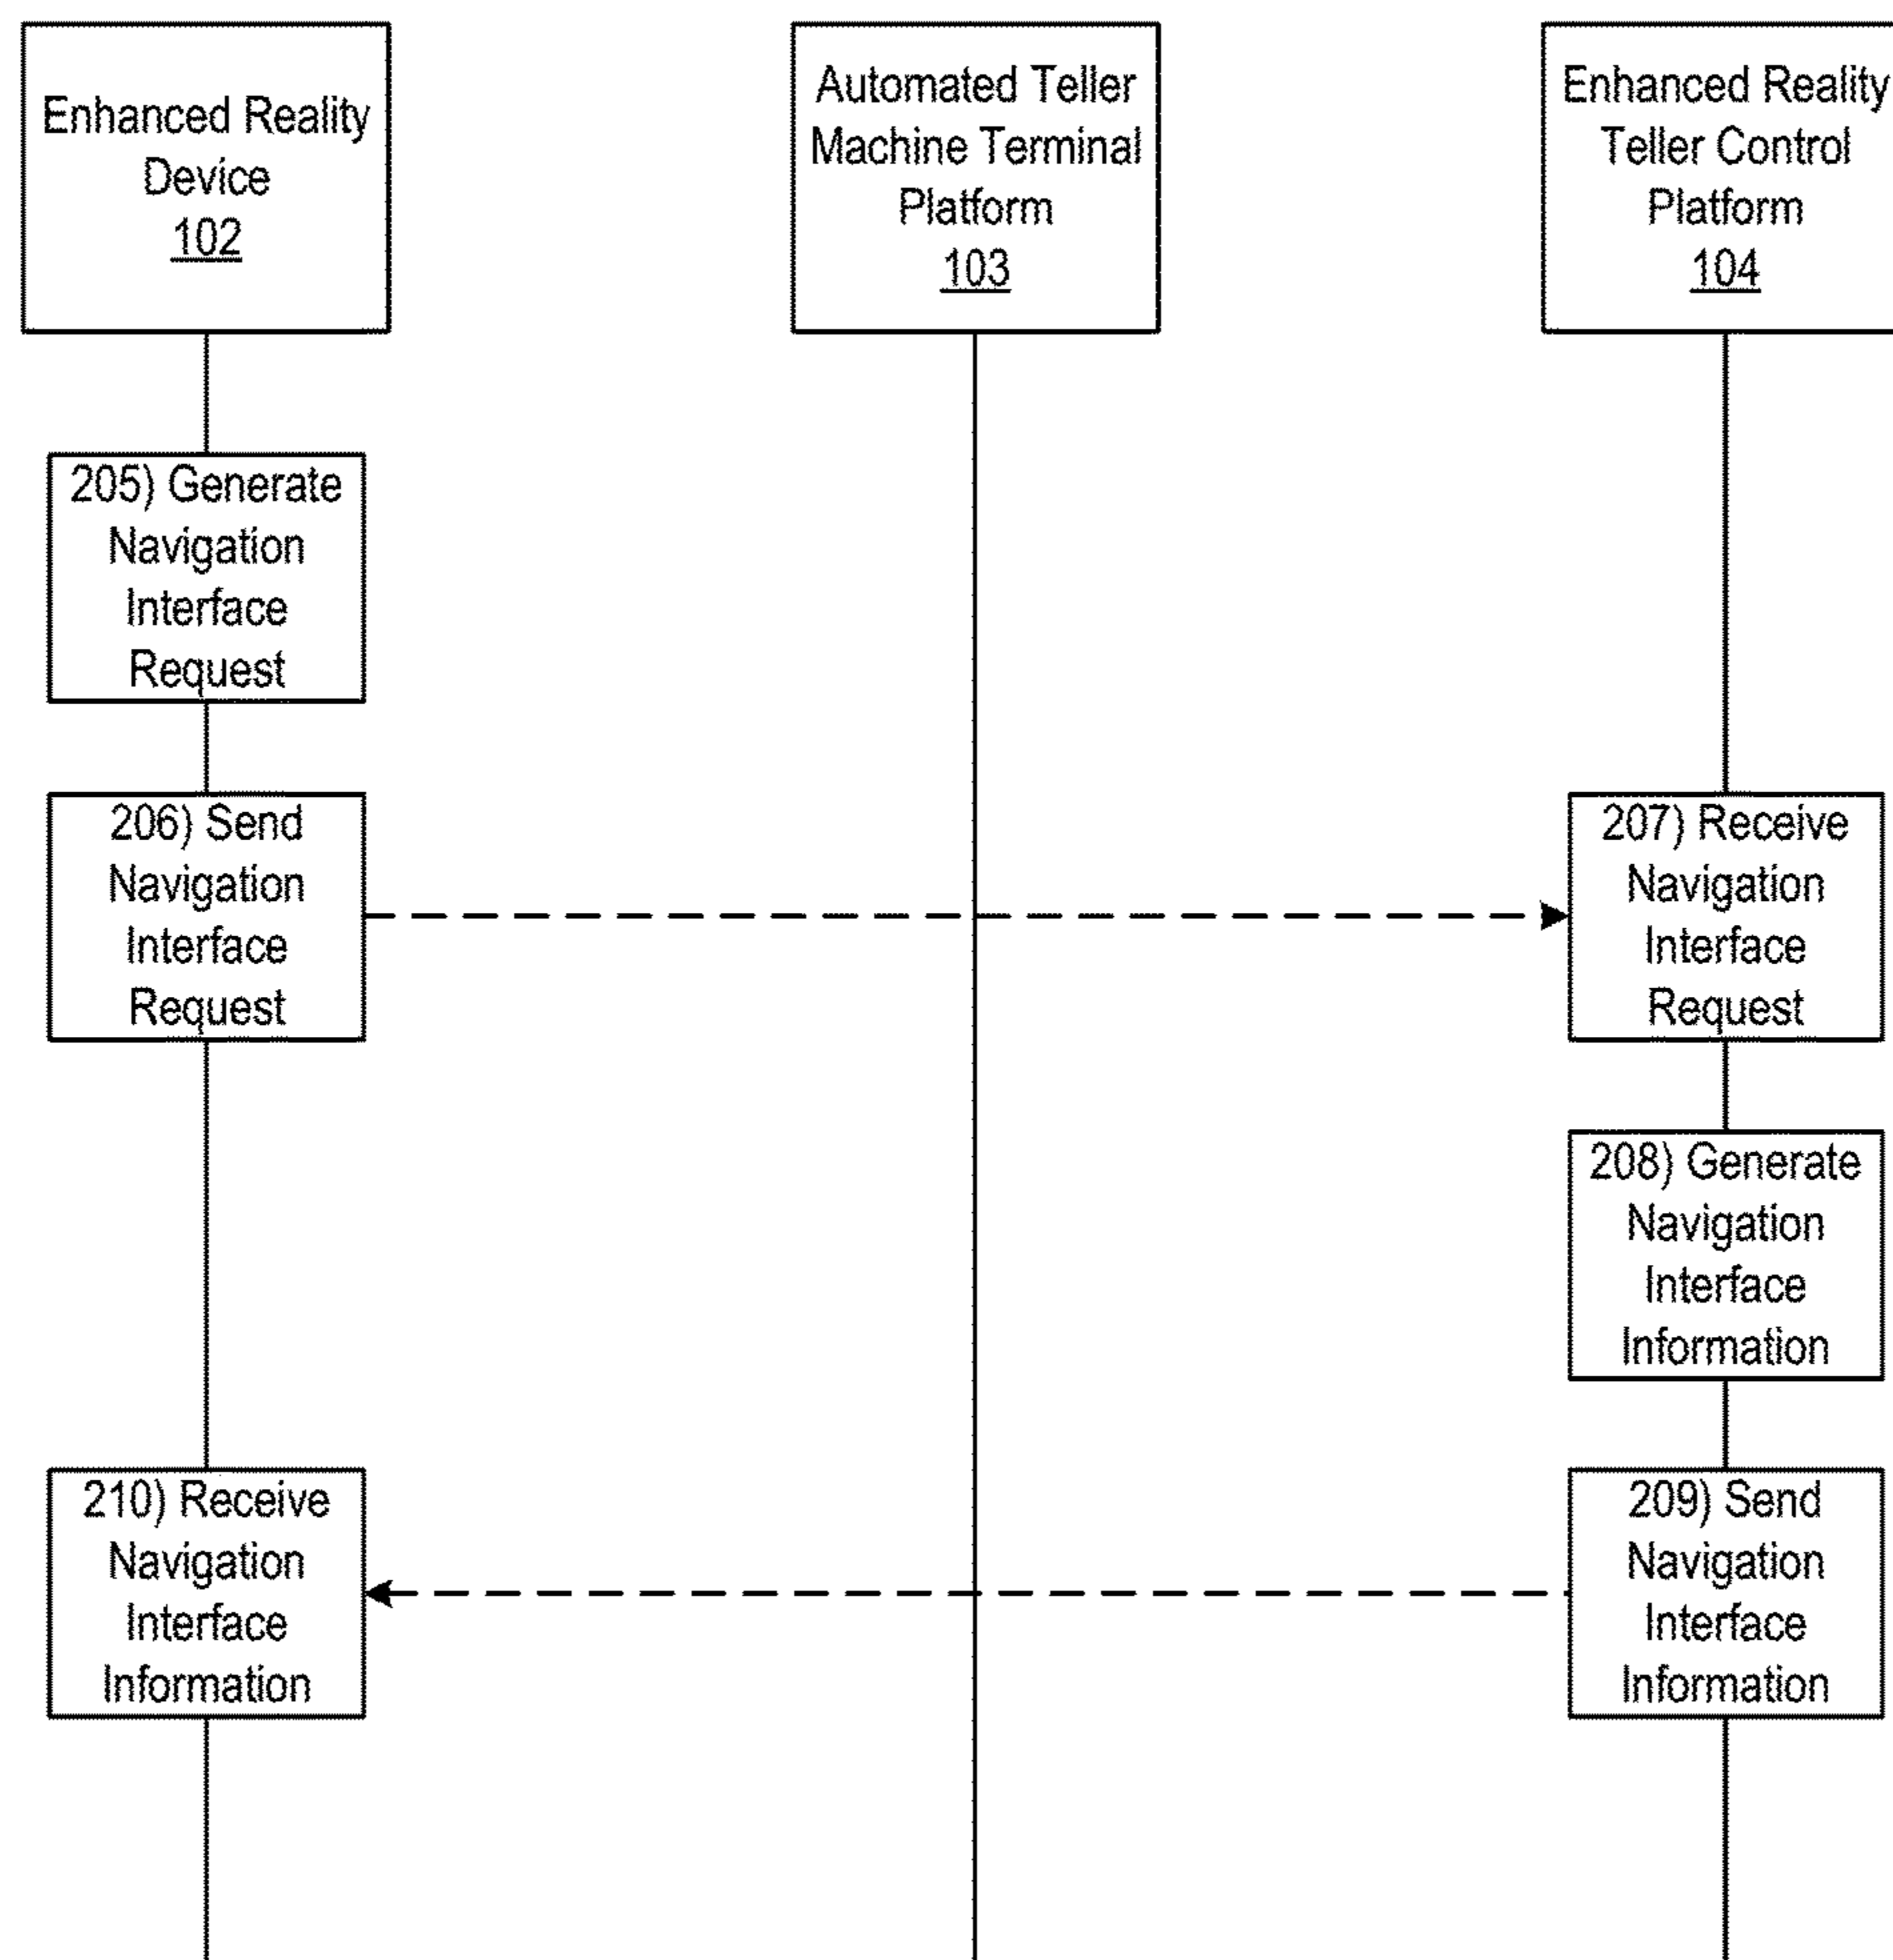 Enhanced Reality
Device
102
Automated Teller
Machine Terminal
Platform
103
Enhanced Reality
Teller Control
Platform
104
205) Generate
Navigation
Interface
Request
206) Send
Navigation
Interface
Request
207) Receive
Navigation
Interface
Request
208) Generate
Navigation
Interface
Information
209) Send
Navigation
Interface
Information
210) Receive
Navigation
Interface
Information